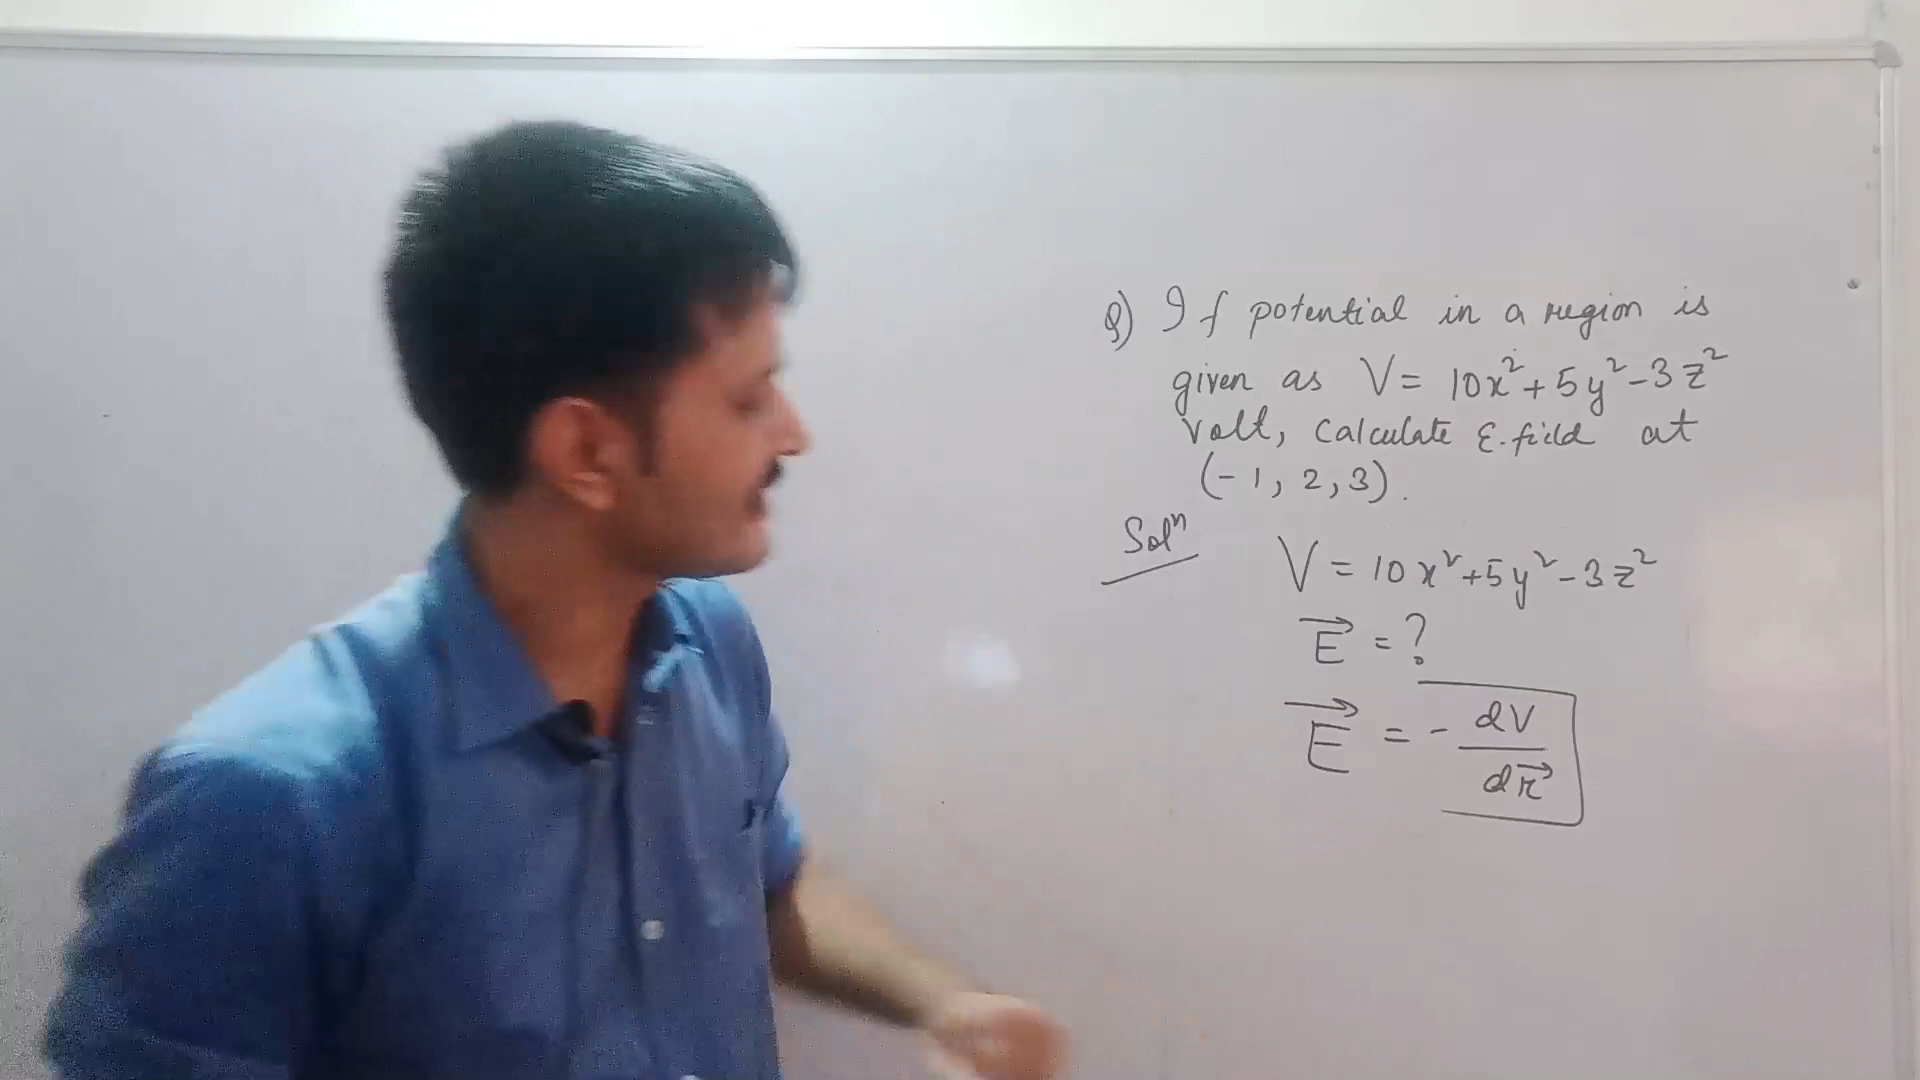 Q) If potential in a region is
given as V = 10x²+5y²-3z²
volt, calculate E.field at
(-1, 2, 3).
Solⁿ
V = 10x²+5y²-3z²
E⃗ = ?
E⃗ = - dV
dr⃗